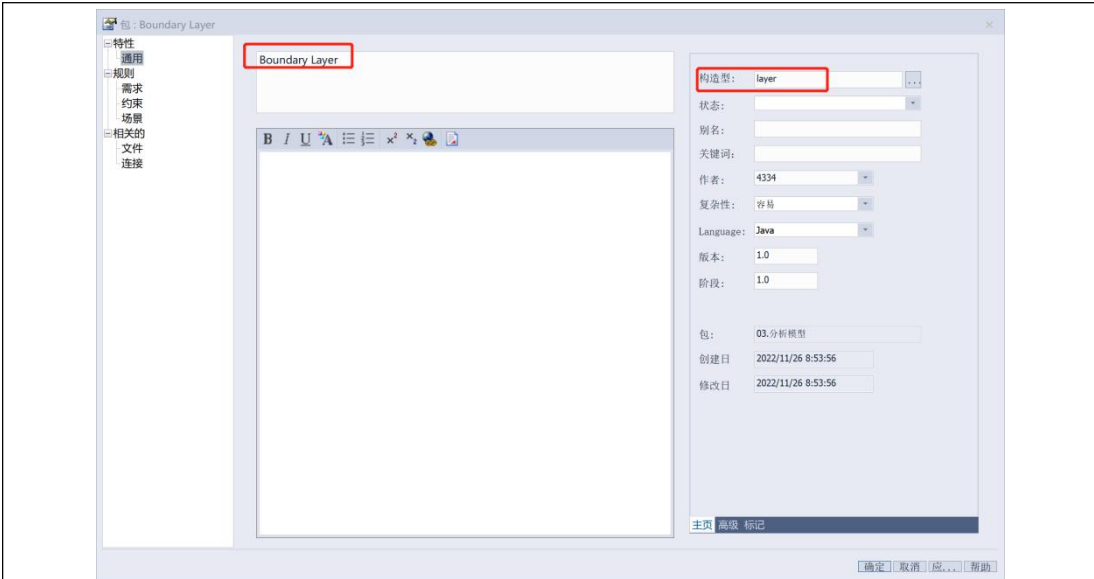 包 : Boundary Layer
特性
通用
规则
需求
约束
场景
相关的
文件
连接
Boundary Layer
B I U A x² x₂
构造型: layer ...
状态:
别名:
关键词:
作者: 4334
复杂性: 容易
Language: Java
版本: 1.0
阶段: 1.0
包: 03.分析模型
创建日 2022/11/26 8:53:56
修改日 2022/11/26 8:53:56
主页 高级 标记
确定 取消 应... 帮助